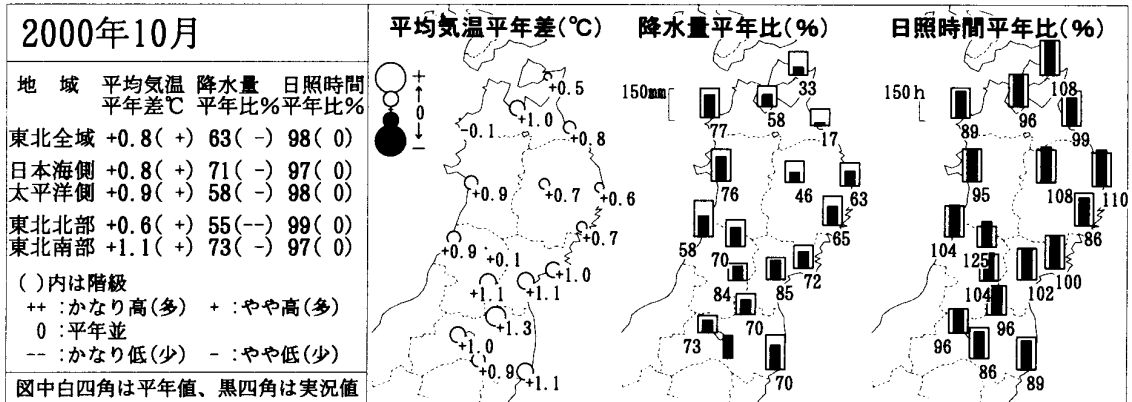 2000年10月
地 域 平均気温 降水量 日照時間
平年差℃ 平年比% 平年比%
東北全域 +0.8( +) 63( -) 98( 0)
日本海側 +0.8( +) 71( -) 97( 0)
太平洋側 +0.9( +) 58( -) 98( 0)
東北北部 +0.6( +) 55(--) 99( 0)
東北南部 +1.1( +) 73( -) 97( 0)
( )内は階級
++ :かなり高(多) + :やや高(多)
0 :平年並
-- :かなり低(少) - :やや低(少)
図中白四角は平年値、黒四角は実況値
平均気温平年差(℃)
+
0
-
+0.5
+1.0
-0.1
+0.8
+0.9
+0.7
+0.6
+0.7
+0.9
+0.1
+1.0
+1.1
+1.1
+1.3
+1.0
+0.9
+1.1
降水量平年比(%)
150mm
33
58
77
17
76
46
63
65
58
70
72
84
85
70
73
70
日照時間平年比(%)
150h
108
96
89
99
95
108
110
86
104
125
100
104
102
96
96
86
89